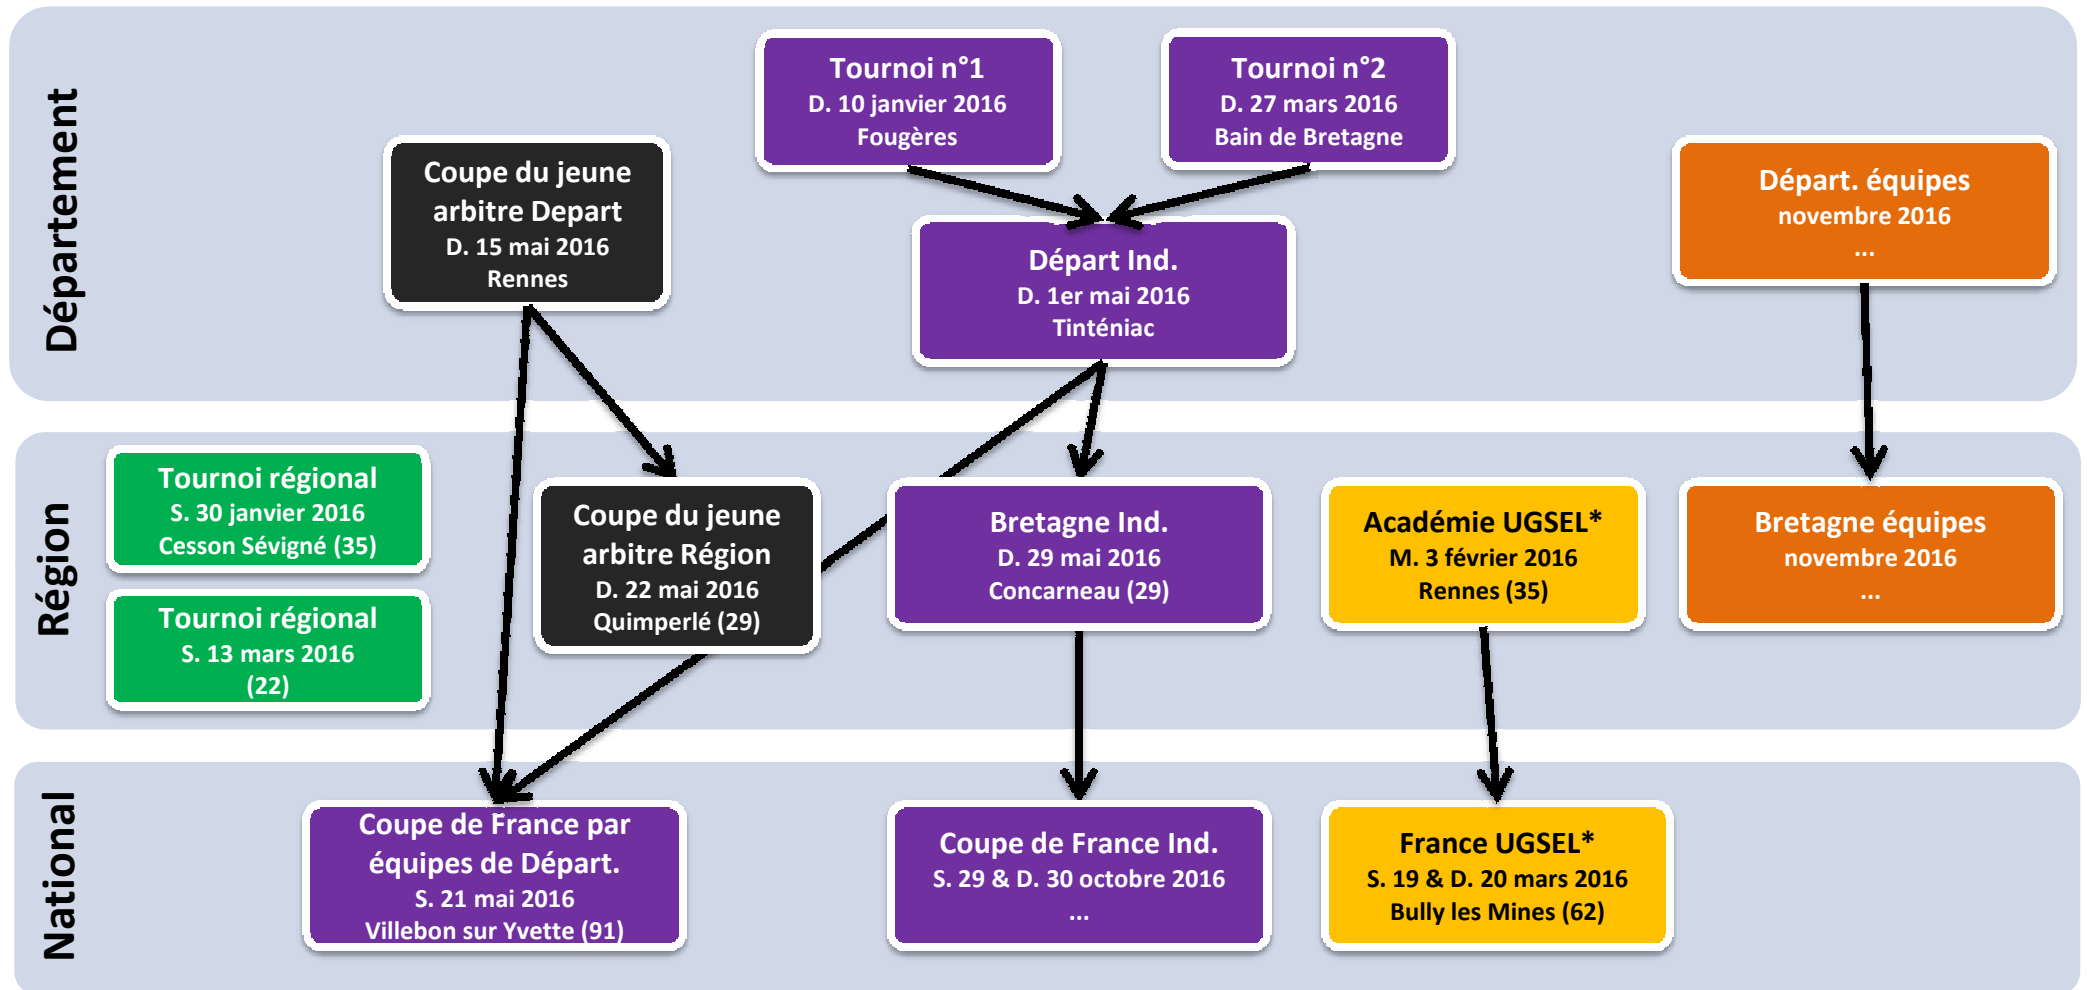 Département
Tournoi n°1
D. 10 janvier 2016
Fougères
Tournoi n°2
D. 27 mars 2016
Bain de Bretagne
Coupe du jeune
arbitre Depart
D. 15 mai 2016
Rennes
Départ Ind.
D. 1er mai 2016
Tinténiac
Départ. équipes
novembre 2016
...
Région
Tournoi régional
S. 30 janvier 2016
Cesson Sévigné (35)
Tournoi régional
S. 13 mars 2016
(22)
Coupe du jeune
arbitre Région
D. 22 mai 2016
Quimperlé (29)
Bretagne Ind.
D. 29 mai 2016
Concarneau (29)
Académie UGSEL*
M. 3 février 2016
Rennes (35)
Bretagne équipes
novembre 2016
...
National
Coupe de France par
équipes de Départ.
S. 21 mai 2016
Villebon sur Yvette (91)
Coupe de France Ind.
S. 29 & D. 30 octobre 2016
...
France UGSEL*
S. 19 & D. 20 mars 2016
Bully les Mines (62)